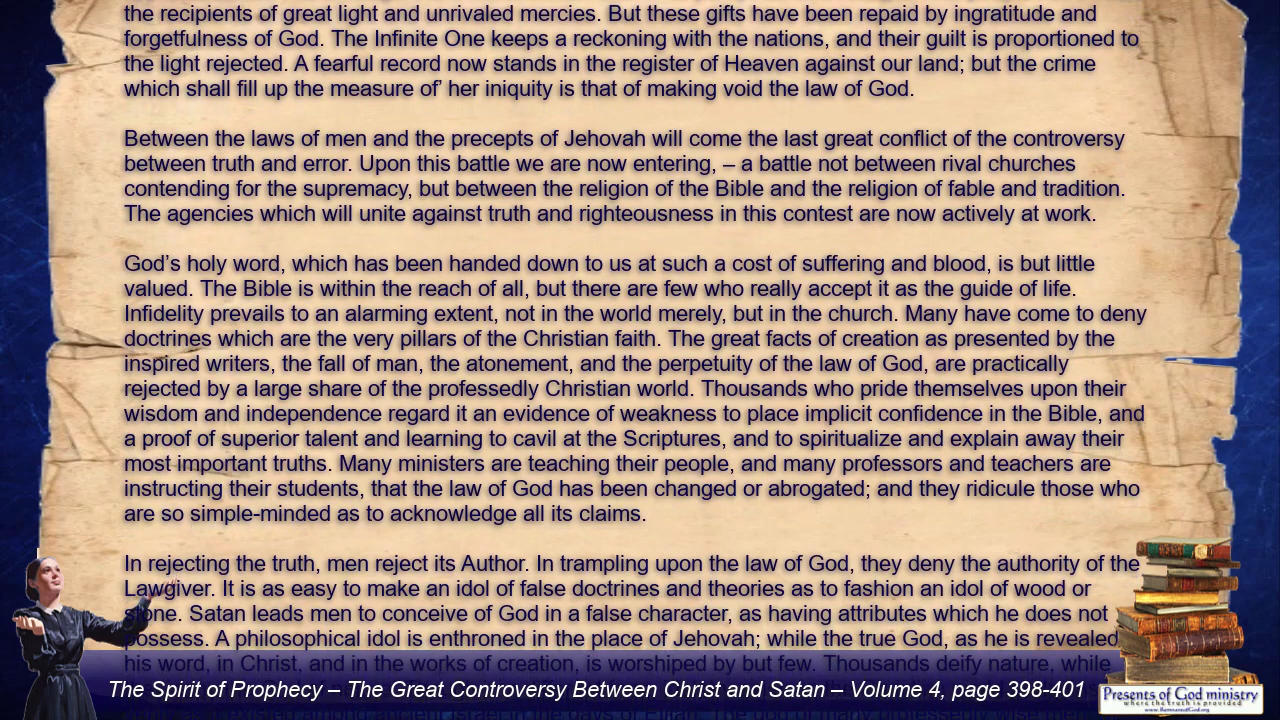 the recipients of great light and unrivaled mercies. But these gifts have been repaid by ingratitude and
forgetfulness of God. The Infinite One keeps a reckoning with the nations, and their guilt is proportioned to
the light rejected. A fearful record now stands in the register of Heaven against our land; but the crime
which shall fill up the measure of’ her iniquity is that of making void the law of God.
Between the laws of men and the precepts of Jehovah will come the last great conflict of the controversy
between truth and error. Upon this battle we are now entering, – a battle not between rival churches
contending for the supremacy, but between the religion of the Bible and the religion of fable and tradition.
The agencies which will unite against truth and righteousness in this contest are now actively at work.
God’s holy word, which has been handed down to us at such a cost of suffering and blood, is but little
valued. The Bible is within the reach of all, but there are few who really accept it as the guide of life.
Infidelity prevails to an alarming extent, not in the world merely, but in the church. Many have come to deny
doctrines which are the very pillars of the Christian faith. The great facts of creation as presented by the
inspired writers, the fall of man, the atonement, and the perpetuity of the law of God, are practically
rejected by a large share of the professedly Christian world. Thousands who pride themselves upon their
wisdom and independence regard it an evidence of weakness to place implicit confidence in the Bible, and
a proof of superior talent and learning to cavil at the Scriptures, and to spiritualize and explain away their
most important truths. Many ministers are teaching their people, and many professors and teachers are
instructing their students, that the law of God has been changed or abrogated; and they ridicule those who
are so simple-minded as to acknowledge all its claims.
In rejecting the truth, men reject its Author. In trampling upon the law of God, they deny the authority of the
Lawgiver. It is as easy to make an idol of false doctrines and theories as to fashion an idol of wood or
stone. Satan leads men to conceive of God in a false character, as having attributes which he does not
possess. A philosophical idol is enthroned in the place of Jehovah; while the true God, as he is revealed
his word, in Christ, and in the works of creation, is worshiped by but few. Thousands deify nature, while
The Spirit of Prophecy – The Great Controversy Between Christ and Satan – Volume 4, page 398-401
Presents of God ministry
where the truth is provided
www.RemnantofGod.org